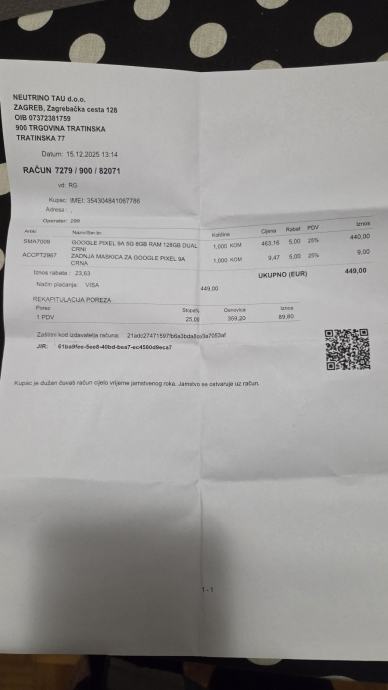 NEUTRINO TAU d.o.o.
ZAGREB, Zagrebačka cesta 126
OIB 07372381759
900 TRGOVINA TRATINSKA
TRATINSKA 77
Datum: 15.12.2025 13:14
RAČUN 7279 / 900 / 82071
vd: RG
Kupac: IMEI: 354304841067786
Adresa: ,
Operater: 299
Artikl Naziv/Ser.br. Količina Cijena Rabat PDV Iznos
SMA7009 GOOGLE PIXEL 9A 5G 8GB RAM 128GB DUAL CRNI 1,000 KOM 463,16 5,00 25% 440,00
ACCPT2967 ZADNJA MASKICA ZA GOOGLE PIXEL 9A CRNA 1,000 KOM 9,47 5,00 25% 9,00
Iznos rabata: 23,63 UKUPNO (EUR) 449,00
Način plaćanja: VISA 449,00
REKAPITULACIJA POREZA
Porez Stopa% Osnovica Iznos
1 PDV 25,00 359,20 89,80
Zaštitni kod izdavatelja računa:
JIR:
Kupac je dužan čuvati račun cijelo vrijeme jamstvenog roka. Jamstvo se ostvaruje uz račun.
1 - 1